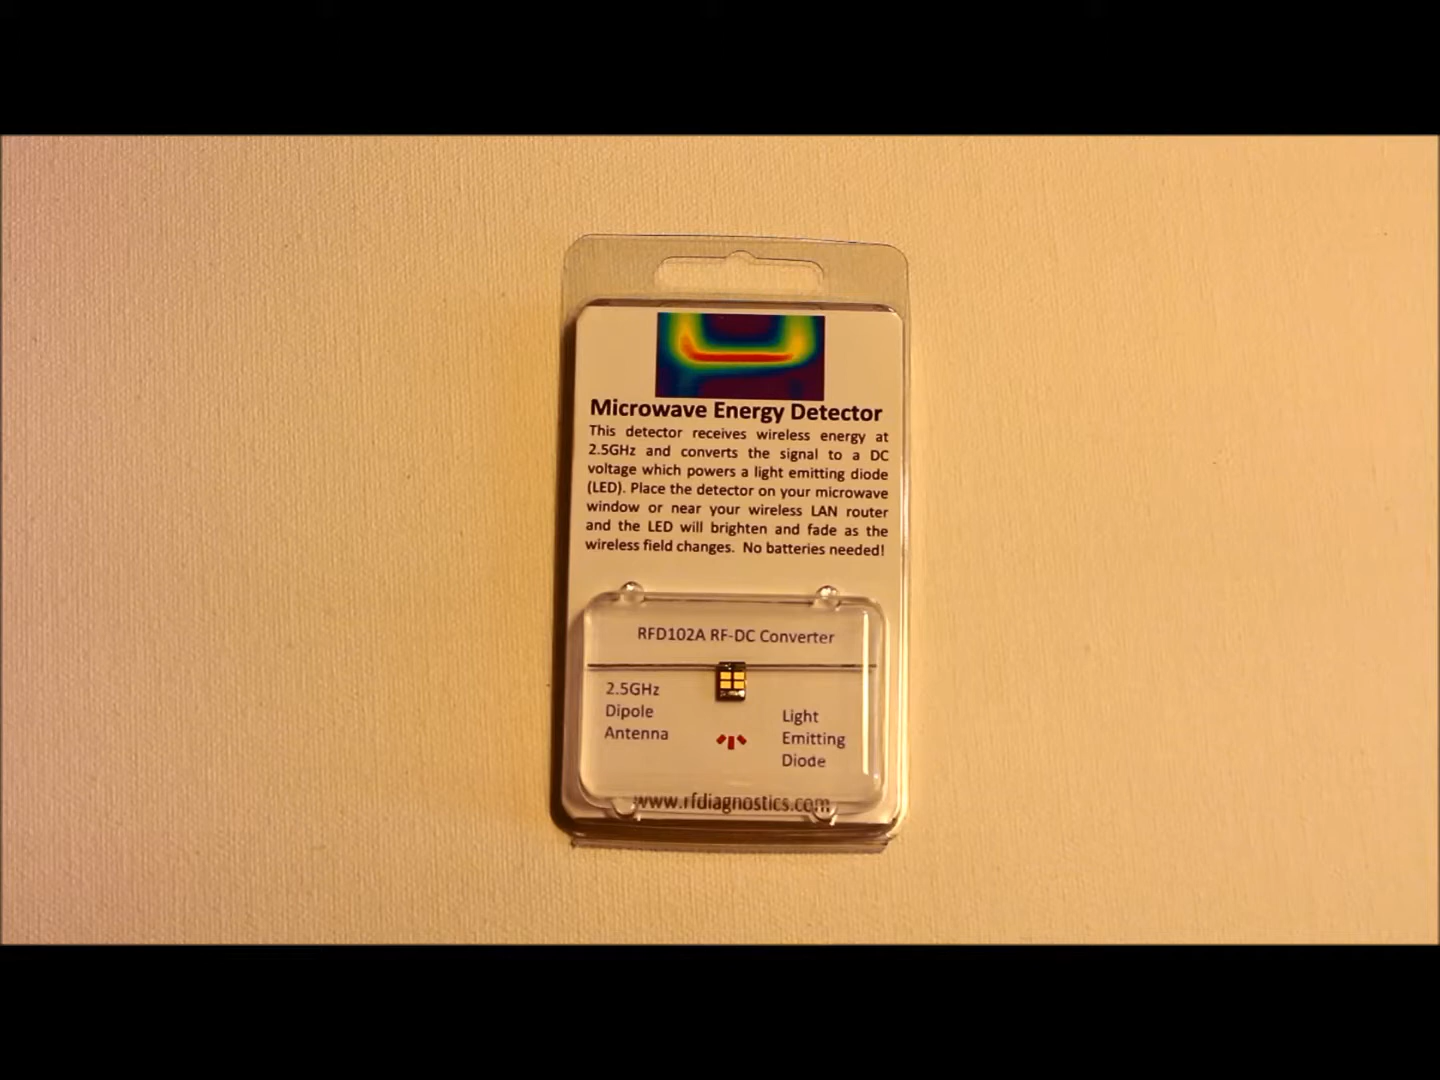 Microwave Energy Detector
This detector receives wireless energy at
2.5GHz and converts the signal to a DC
voltage which powers a light emitting diode
(LED). Place the detector on your microwave
window or near your wireless LAN router
and the LED will brighten and fade as the
wireless field changes. No batteries needed!
RFD102A RF-DC Converter
2.5GHz
Dipole
Antenna
Light
Emitting
Diode
www.rfdiagnostics.com